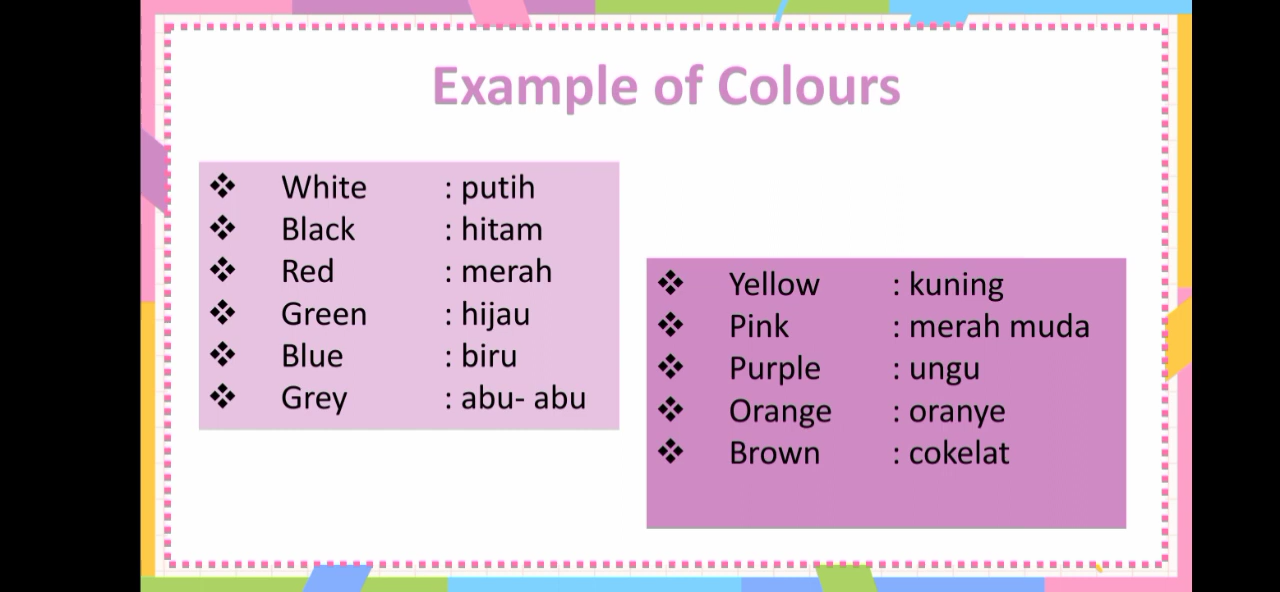 Example of Colours
❖ White : putih
❖ Black : hitam
❖ Red : merah
❖ Green : hijau
❖ Blue : biru
❖ Grey : abu- abu
❖ Yellow : kuning
❖ Pink : merah muda
❖ Purple : ungu
❖ Orange : oranye
❖ Brown : cokelat